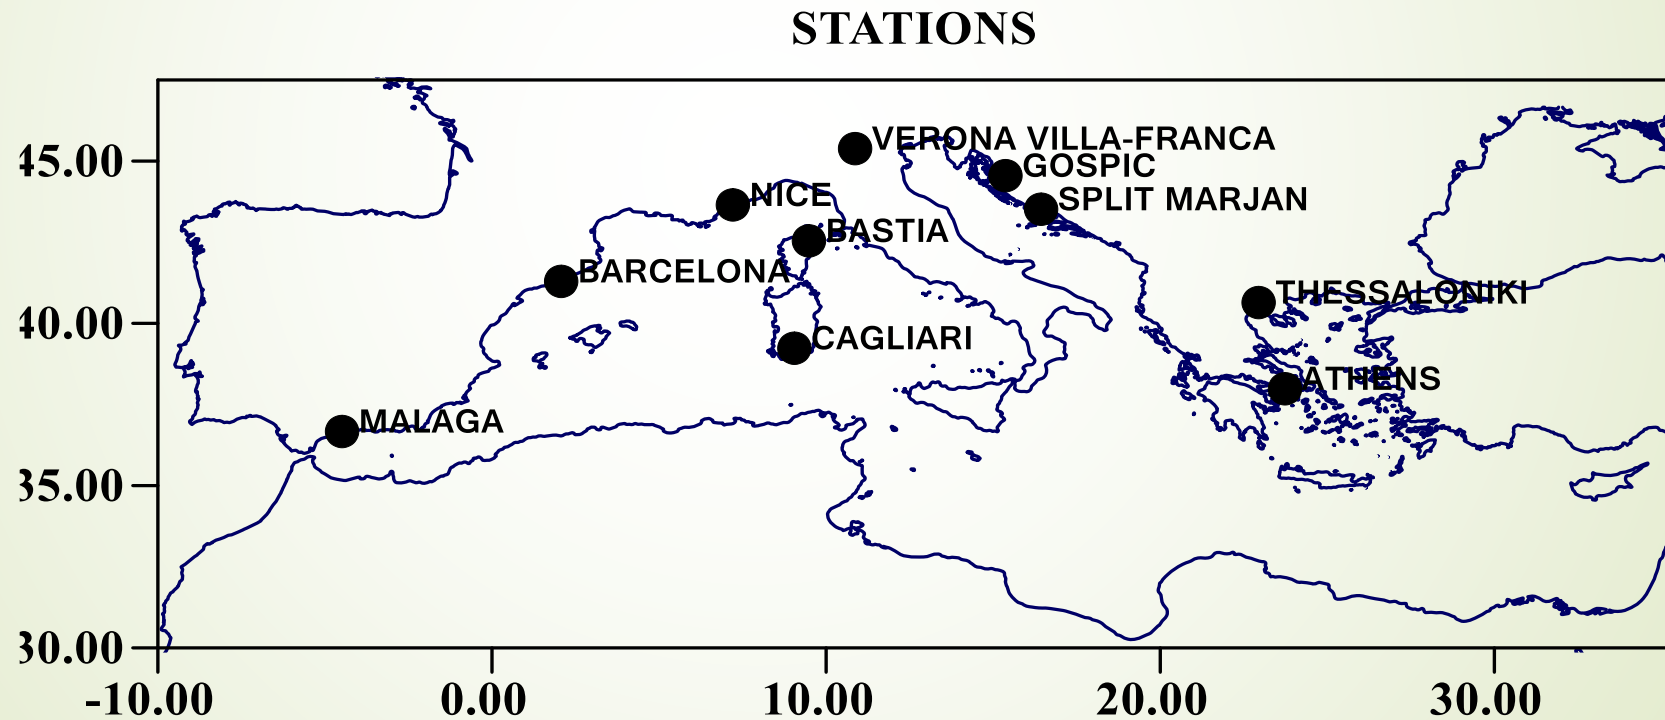 STATIONS
VERONA VILLA-FRANCA
45.00
GOSPIC
NICE
SPLIT MARJAN
BASTIA
BARCELONA
THESSALONIKI
40.00
CAGLIARI
ATHENS
MALAGA
35.00
30.00
-10.00 0.00 10.00 20.00 30.00